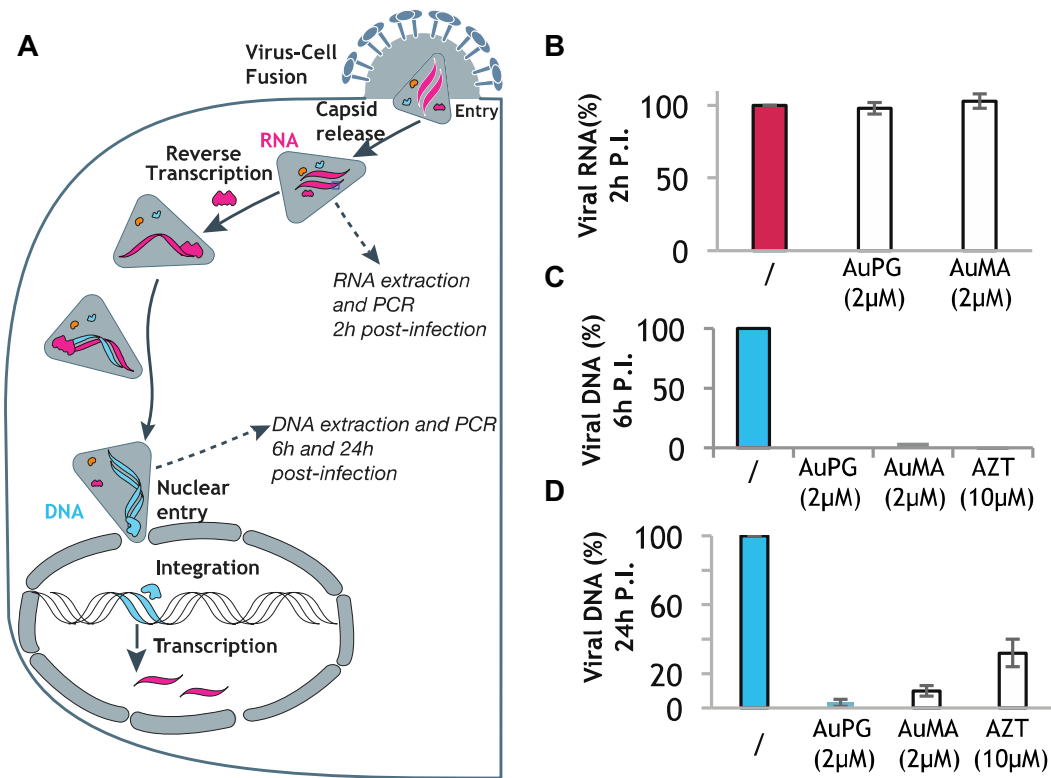 A
Virus-Cell
Fusion
Entry
Capsid
release
RNA
Reverse
Transcription
RNA extraction
and PCR
2h post-infection
DNA extraction and PCR
6h and 24h
post-infection
DNA
Nuclear
entry
Integration
Transcription
B
Viral RNA(%)
2h P.I.
100
50
0
/
AuPG
(2µM)
AuMA
(2µM)
C
Viral DNA (%)
6h P.I.
100
50
0
/
AuPG
(2µM)
AuMA
(2µM)
AZT
(10µM)
D
Viral DNA (%)
24h P.I.
100
60
20
0
/
AuPG
(2µM)
AuMA
(2µM)
AZT
(10µM)